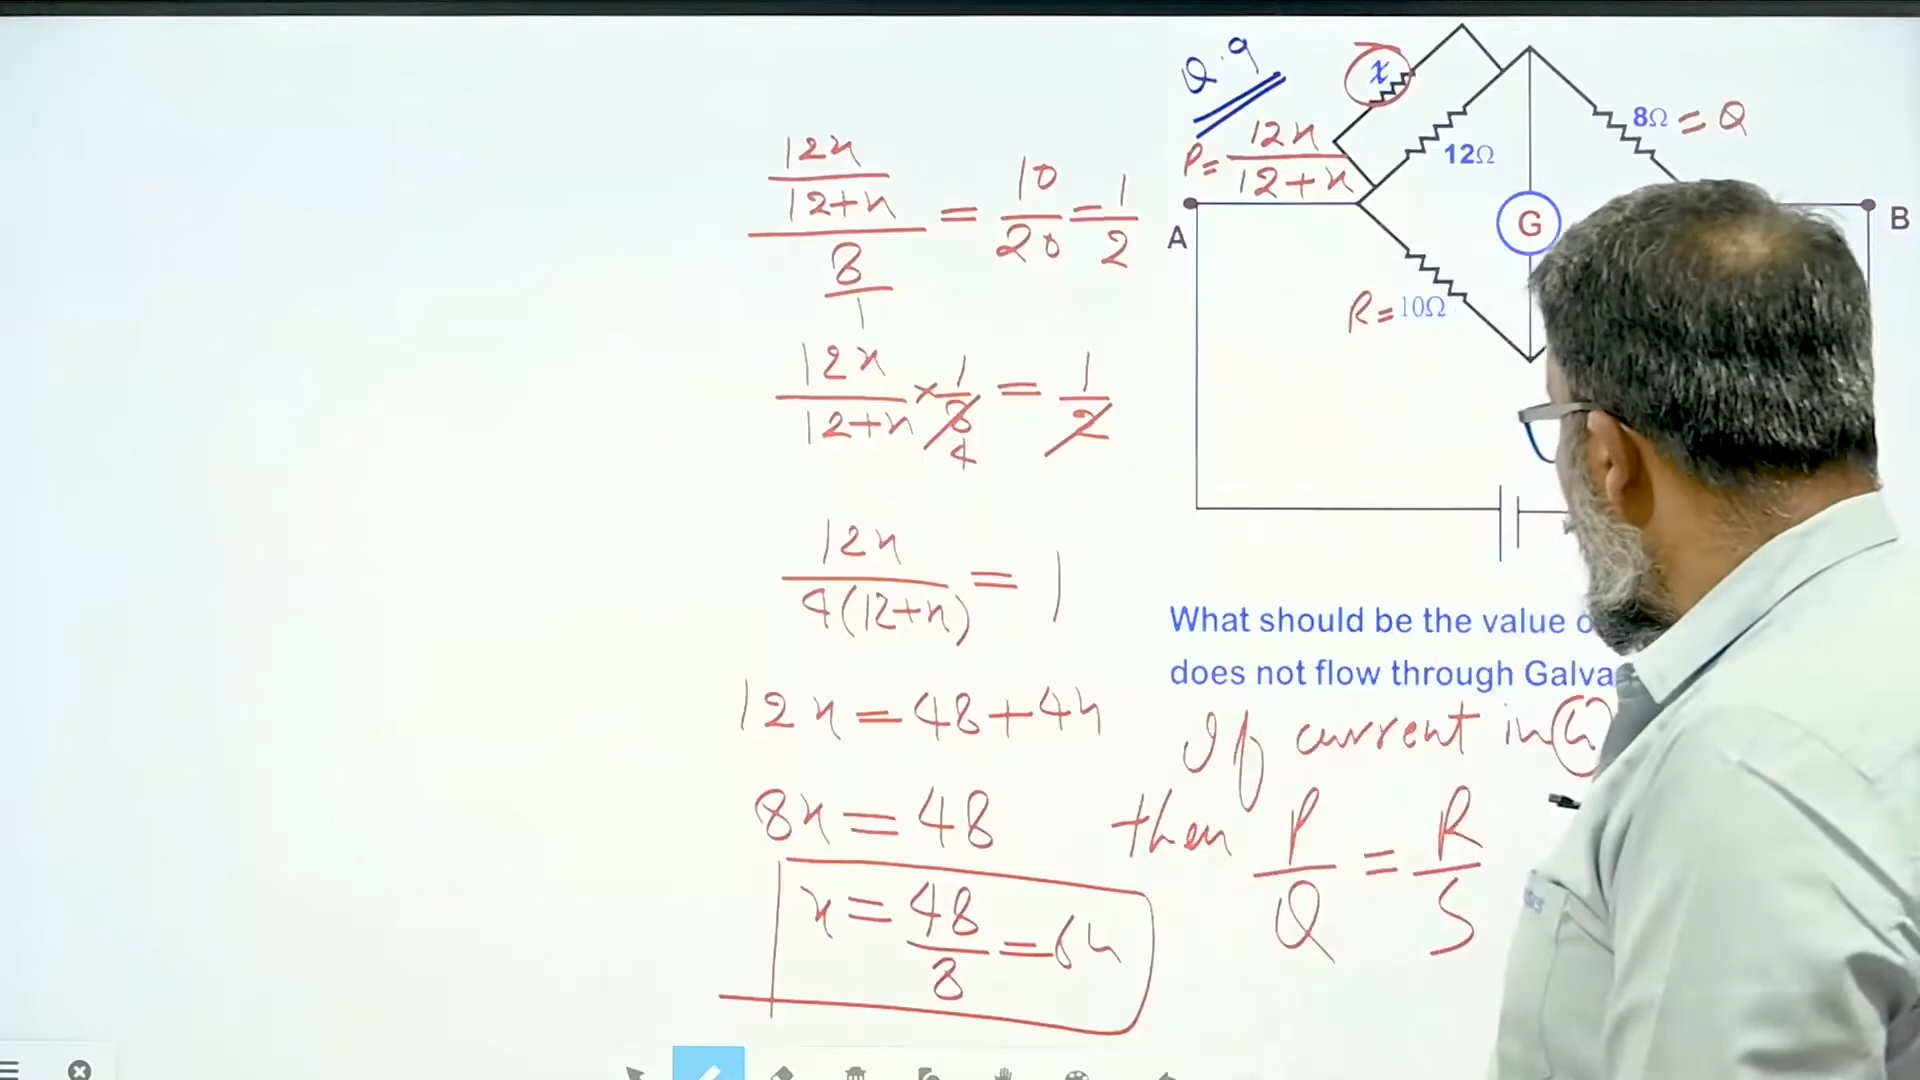 Q.9
x
8Ω = Q
12Ω
P = 12x / 12+x
A
B
G
R = 10Ω
12x / 12+x / 8 / 1 = 10 / 20 = 1 / 2
12x / 12+x × 1 / 8 4 = 1 / 2
12x / 4(12+x) = 1
12x = 48+4x
8x = 48
x = 48 / 8 = 6
What should be the value
does not flow through Galva
If current in G
then P / Q = R / S